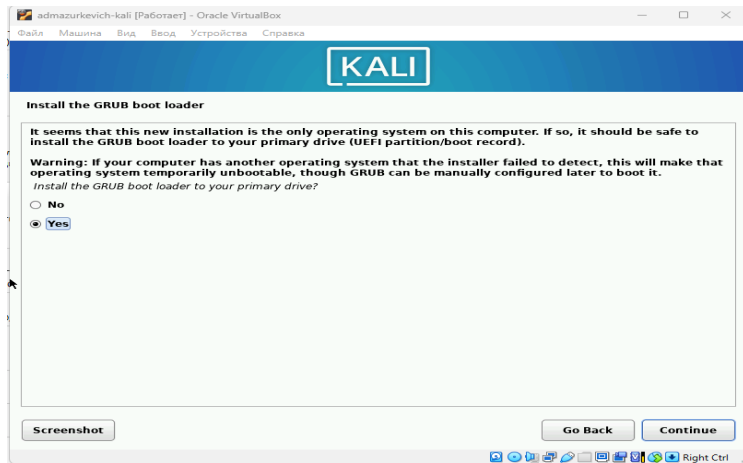 admazurkevich-kali [Работает] - Oracle VirtualBox
Файл Машина Вид Ввод Устройства Справка
KALI
Install the GRUB boot loader
It seems that this new installation is the only operating system on this computer. If so, it should be safe to
install the GRUB boot loader to your primary drive (UEFI partition/boot record).
Warning: If your computer has another operating system that the installer failed to detect, this will make that
operating system temporarily unbootable, though GRUB can be manually configured later to boot it.
Install the GRUB boot loader to your primary drive?
No
Yes
Screenshot Go Back Continue
Right Ctrl